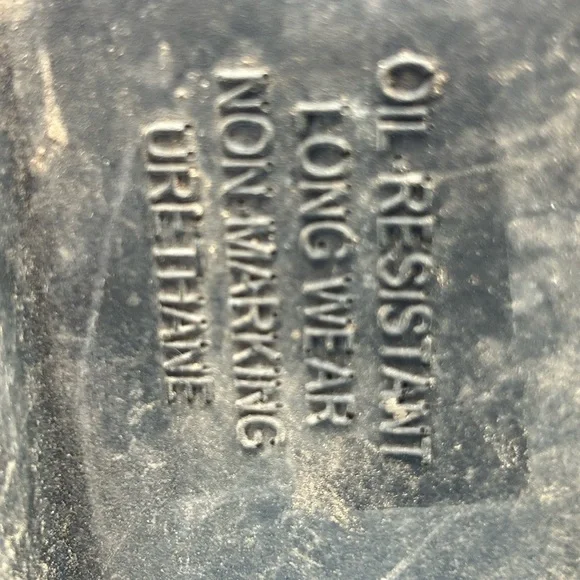 OIL-RESISTANT
LONG WEAR
NON-MARKING
URETHANE